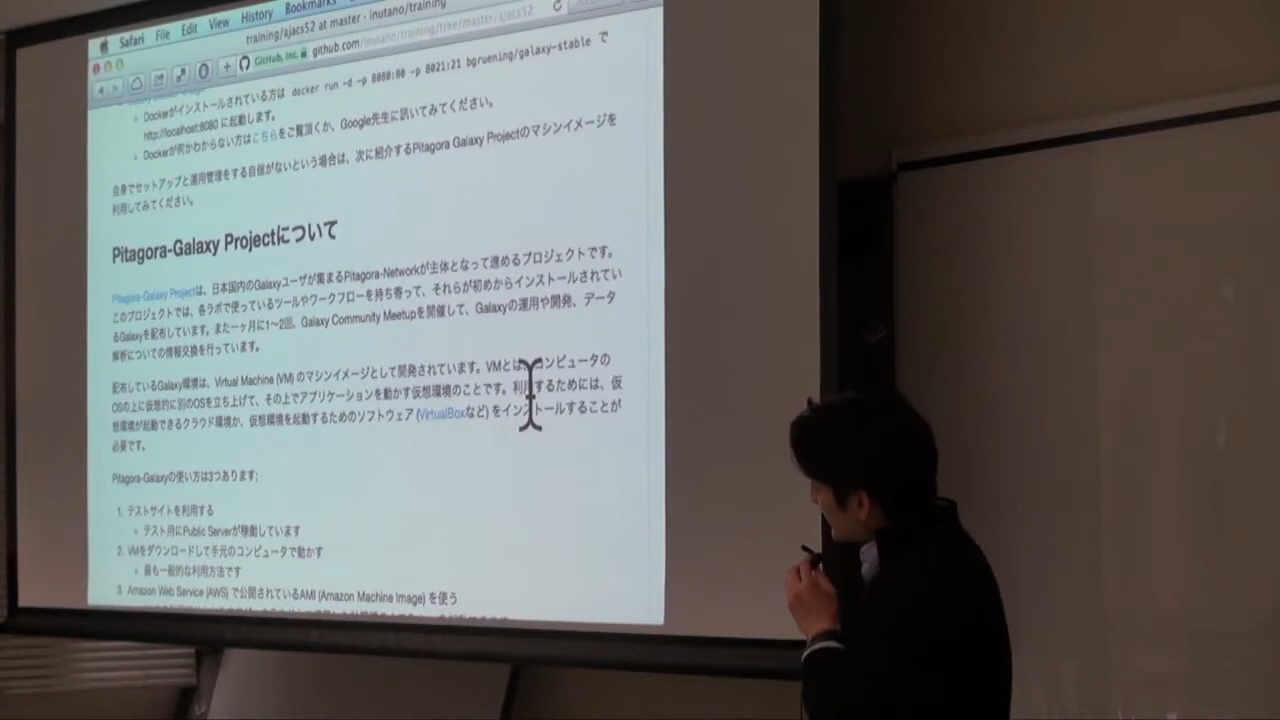 Safari File Edit View History Bookmarks
training/ajacs52 at master · inutano/training
GitHub, Inc. github.com/inutano/training/tree/master/ajacs52
Dockerがインストールされている方は docker run -d -p 8080:80 -p 8021:21 bgruening/galaxy-stable で
http://localhost:8080 に起動します。
Dockerが何かわからない方はこちらをご覧頂くか、Google先生に訊いてみてください。
自身でセットアップと運用管理をする自信がないという場合は、次に紹介するPitagora Galaxy Projectのマシンイメージを
利用してみてください。
Pitagora-Galaxy Projectについて
Pitagora-Galaxy Projectは、日本国内のGalaxyユーザが集まるPitagora-Networkが主体となって進めるプロジェクトです。
このプロジェクトでは、各ラボで使っているツールやワークフローを持ち寄って、それらが初めからインストールされてい
るGalaxyを配布しています。また一ヶ月に1〜2回、Galaxy Community Meetupを開催して、Galaxyの運用や開発、データ
解析についての情報交換を行っています。
配布しているGalaxy環境は、Virtual Machine (VM) のマシンイメージとして開発されています。VMとは、コンピュータの
OSの上に仮想的に別のOSを立ち上げて、その上でアプリケーションを動かす仮想環境のことです。利用するためには、仮
想環境が起動できるクラウド環境か、仮想環境を起動するためのソフトウェア (VirtualBoxなど) をインストールすることが
必要です。
Pitagora-Galaxyの使い方は3つあります:
1. テストサイトを利用する
テスト用にPublic Serverが稼働しています
2. VMをダウンロードして手元のコンピュータで動かす
最も一般的な利用方法です
3. Amazon Web Service (AWS) で公開されているAMI (Amazon Machine Image) を使う